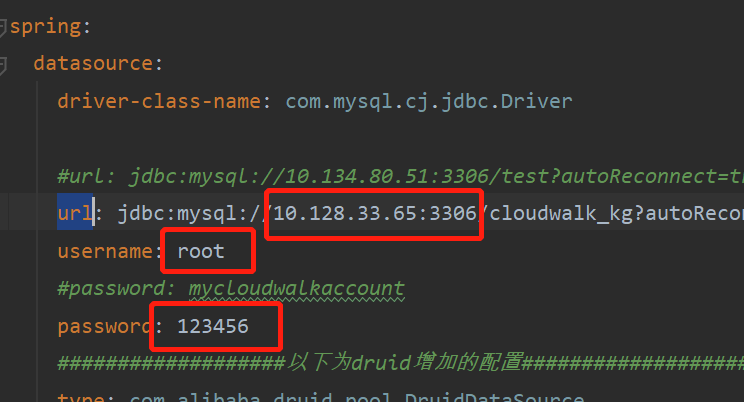 spring:
datasource:
driver-class-name: com.mysql.cj.jdbc.Driver
#url: jdbc:mysql://10.134.80.51:3306/test?autoReconnect=t
url: jdbc:mysql://10.128.33.65:3306/cloudwalk_kg?autoRecon
username: root
#password: mycloudwalkaccount
password: 123456
###################以下为druid增加的配置###################
type: com.alibaba.druid.pool.DruidDataSource